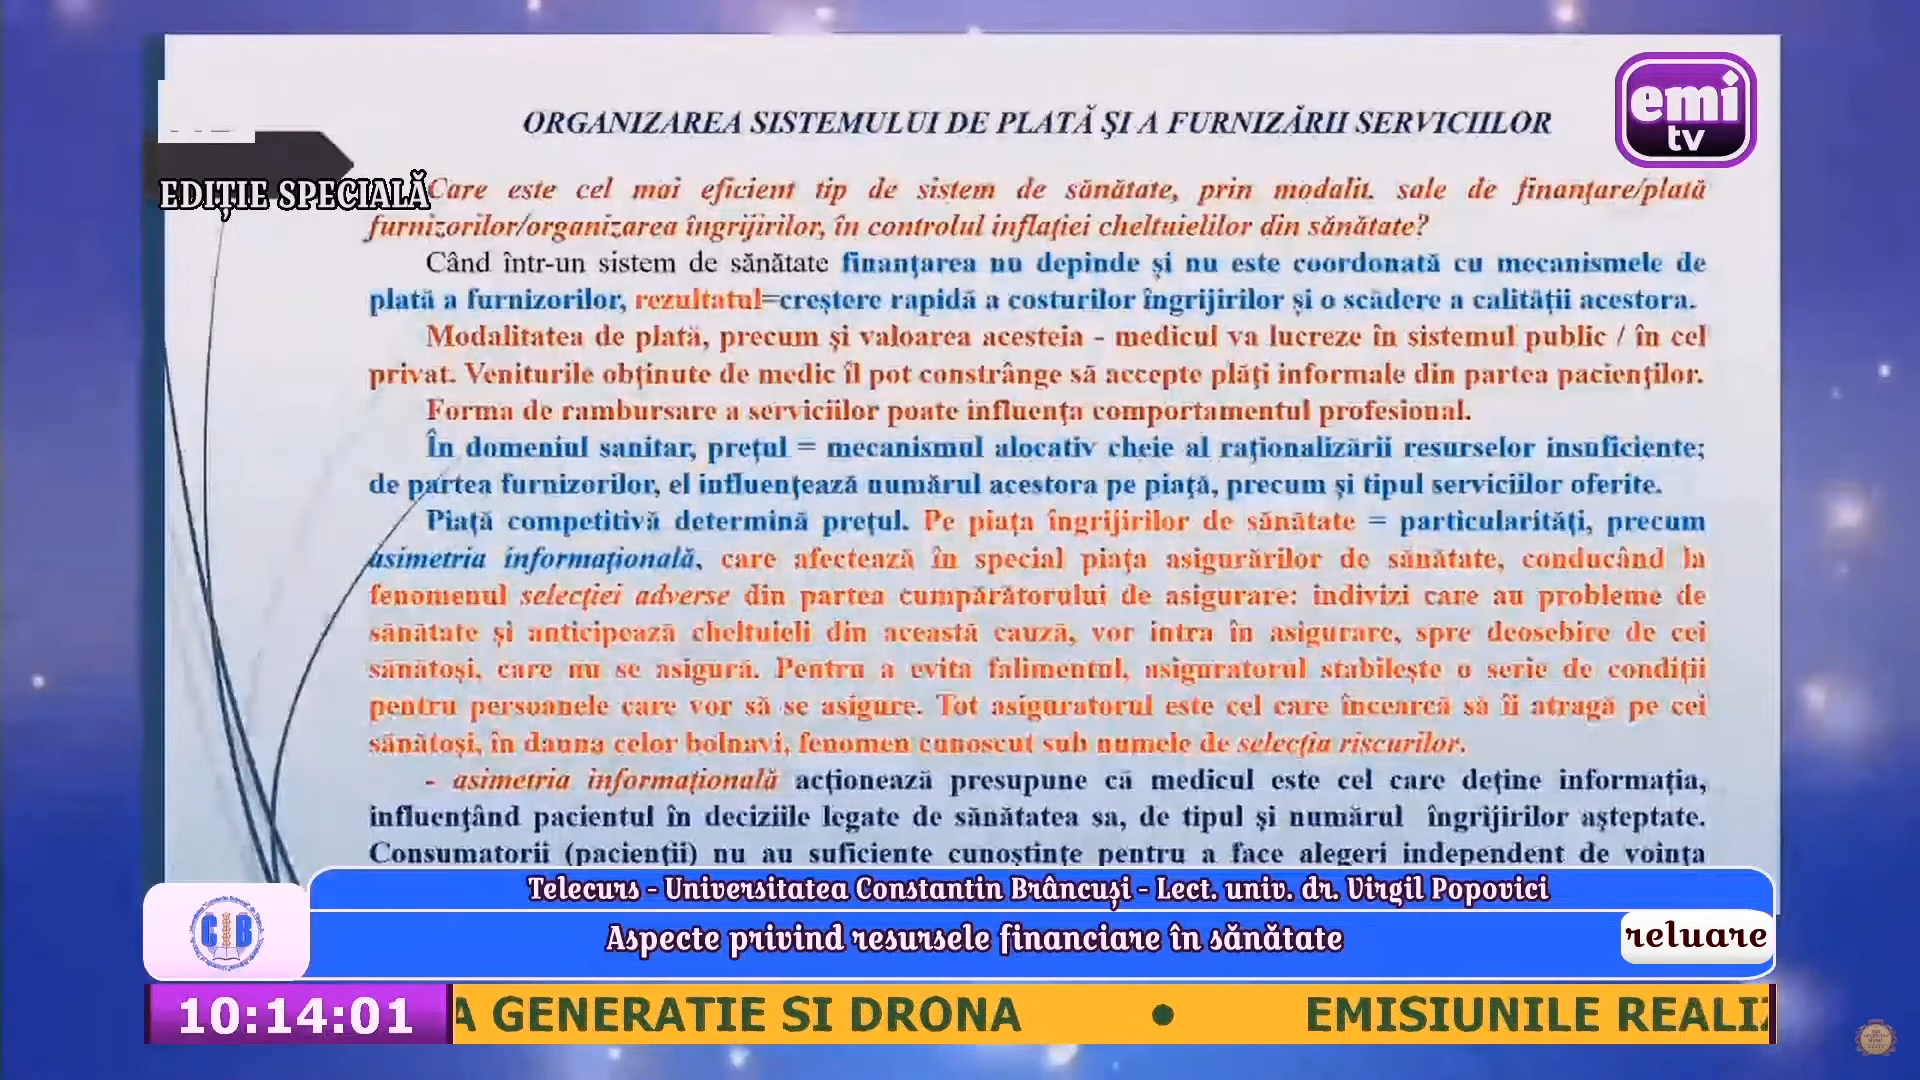 ORGANIZAREA SISTEMULUI DE PLATĂ ŞI A FURNIZĂRII SERVICIILOR
emi
tv
EDIȚIE SPECIALĂ
Care este cel mai eficient tip de sistem de sănătate, prin modalit. sale de finanţare/plată
furnizorilor/organizarea îngrijirilor, în controlul inflaţiei cheltuielilor din sănătate?
Când într-un sistem de sănătate finanţarea nu depinde şi nu este coordonată cu mecanismele de
plată a furnizorilor, rezultatul=creştere rapidă a costurilor îngrijirilor şi o scădere a calităţii acestora.
Modalitatea de plată, precum şi valoarea acesteia - medicul va lucreze în sistemul public / în cel
privat. Veniturile obţinute de medic îl pot constrânge să accepte plăţi informale din partea pacienţilor.
Forma de rambursare a serviciilor poate influenţa comportamentul profesional.
În domeniul sanitar, preţul = mecanismul alocativ cheie al raţionalizării resurselor insuficiente;
de partea furnizorilor, el influenţează numărul acestora pe piaţă, precum şi tipul serviciilor oferite.
Piaţă competitivă determină preţul. Pe piaţa îngrijirilor de sănătate = particularităţi, precum
asimetria informaţională, care afectează în special piaţa asigurărilor de sănătate, conducând la
fenomenul selecţiei adverse din partea cumpărătorului de asigurare: indivizi care au probleme de
sănătate şi anticipează cheltuieli din această cauză, vor intra în asigurare, spre deosebire de cei
sănătoşi, care nu se asigură. Pentru a evita falimentul, asiguratorul stabileşte o serie de condiţii
pentru persoanele care vor să se asigure. Tot asiguratorul este cel care încearcă să îi atragă pe cei
sănătoşi, în dauna celor bolnavi, fenomen cunoscut sub numele de selecţia riscurilor.
- asimetria informaţională acţionează presupune că medicul este cel care deţine informaţia,
influenţând pacientul în deciziile legate de sănătatea sa, de tipul şi numărul îngrijirilor aşteptate.
Consumatorii (pacienţii) nu au suficiente cunoştinţe pentru a face alegeri independent de voinţa
Telecurs - Universitatea Constantin Brâncuși - Lect. univ. dr. Virgil Popovici
CIB
Aspecte privind resursele financiare în sănătate
reluare
10:14:01
A GENERATIE SI DRONA • EMISIUNILE REALIZ